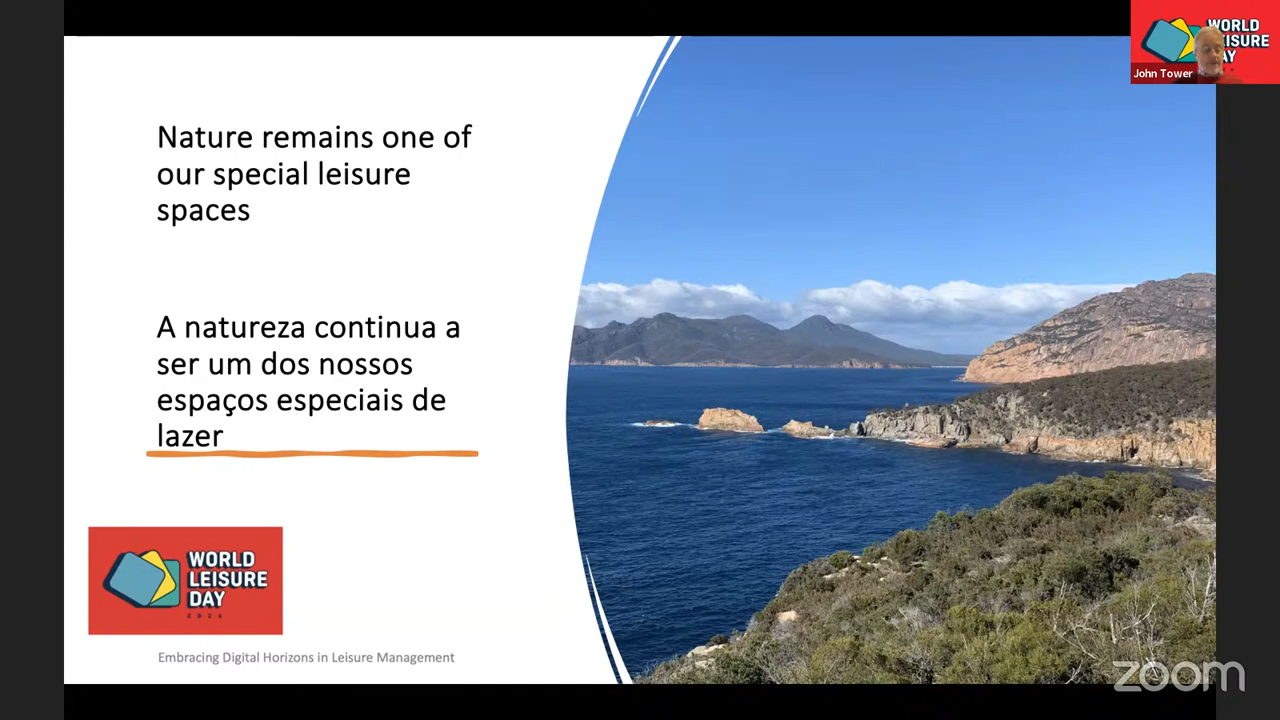 Nature remains one of
our special leisure
spaces
A natureza continua a
ser um dos nossos
espaços especiais de
lazer
WORLD
LEISURE
DAY
2024
Embracing Digital Horizons in Leisure Management
WORLD
LEISURE
DAY
John Tower
zoom